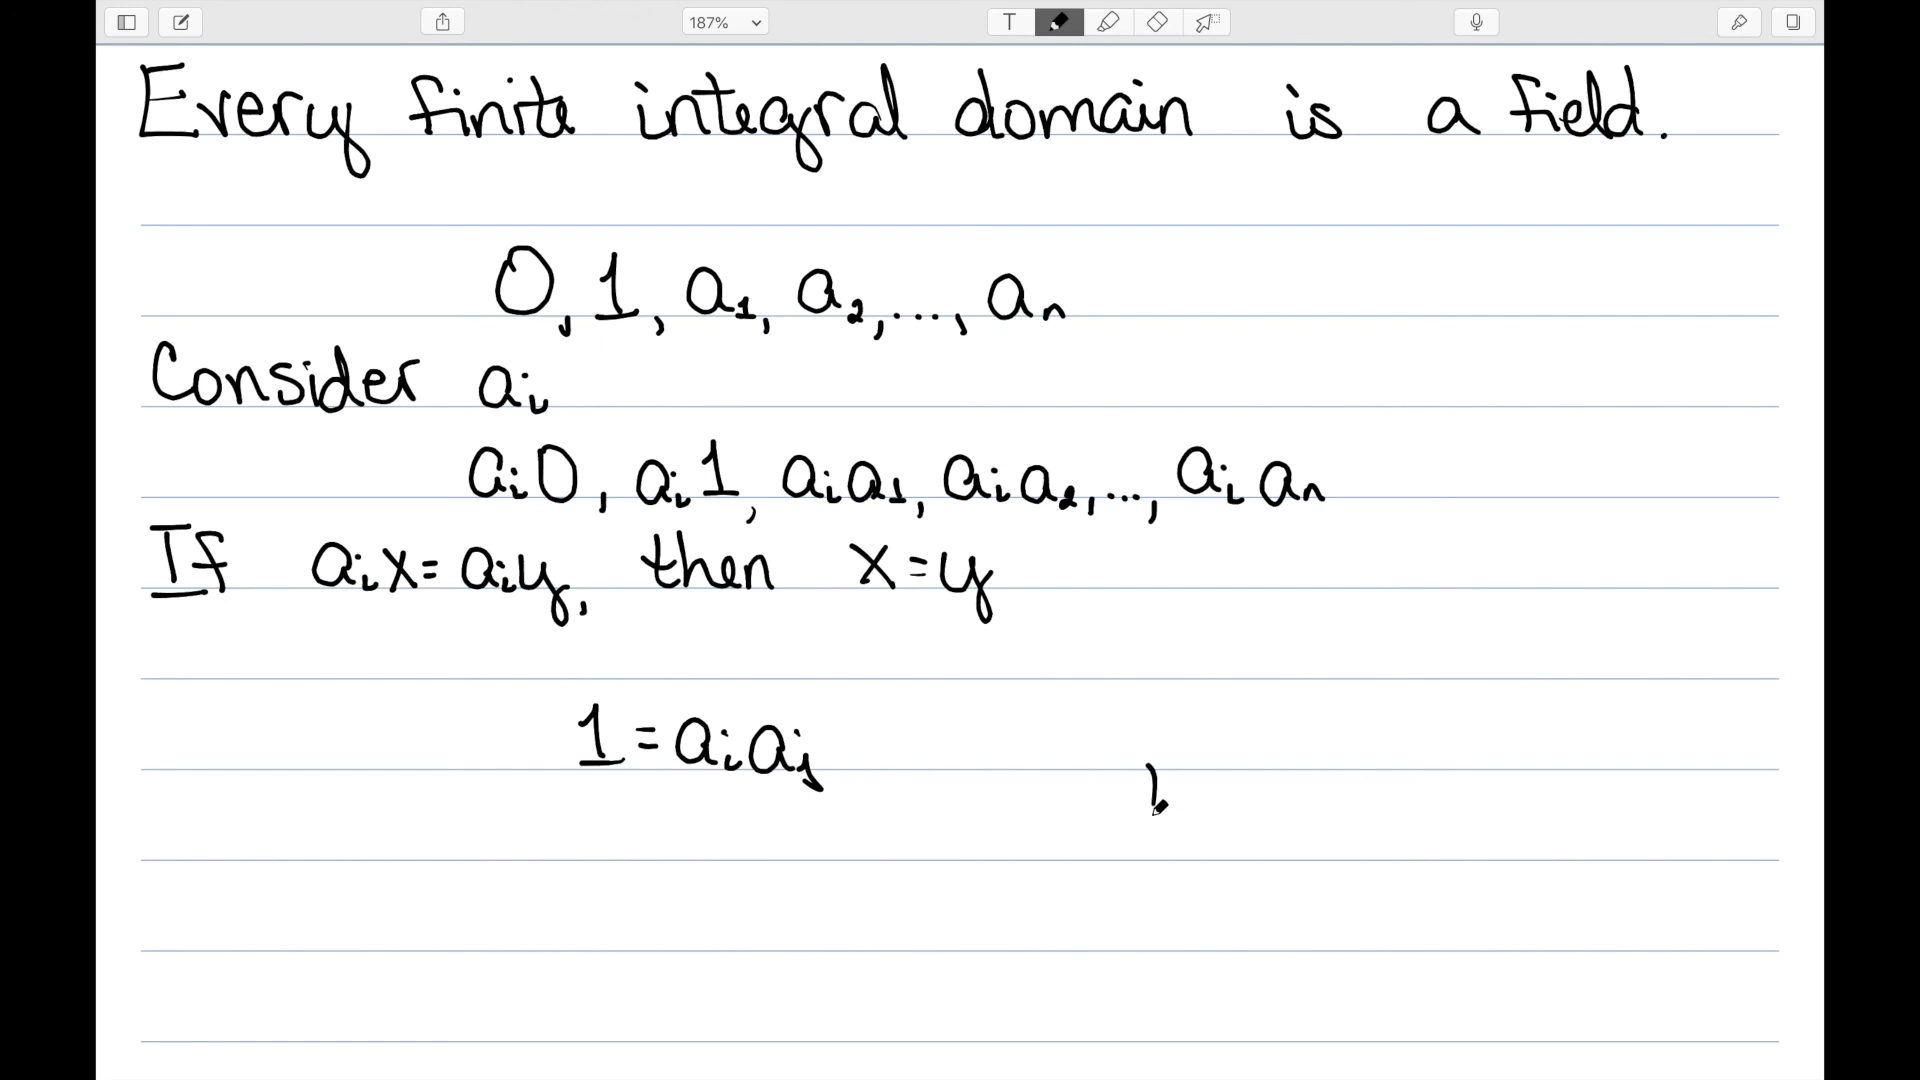 187%
T
Every finite integral domain is a field.
0, 1, a₁, a₂,..., aₙ
Consider aᵢ
aᵢ0, aᵢ1, aᵢa₁, aᵢa₂,..., aᵢaₙ
If aᵢx=aᵢy, then x=y
1=aᵢaⱼ